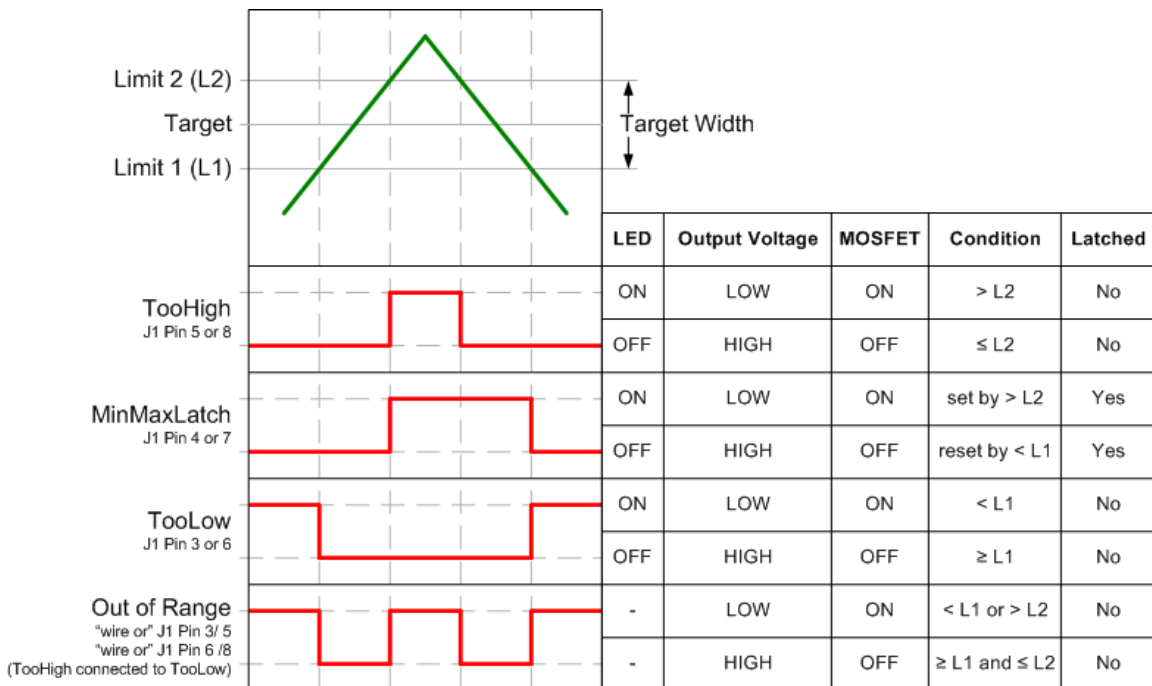 Limit 2 (L2)
Target
Target Width
Limit 1 (L1)
LED Output Voltage MOSFET Condition Latched
TooHigh
J1 Pin 5 or 8
ON LOW ON > L2 No
OFF HIGH OFF ≤ L2 No
MinMaxLatch
J1 Pin 4 or 7
ON LOW ON set by > L2 Yes
OFF HIGH OFF reset by < L1 Yes
TooLow
J1 Pin 3 or 6
ON LOW ON < L1 No
OFF HIGH OFF ≥ L1 No
Out of Range
“wire or” J1 Pin 3/ 5
“wire or” J1 Pin 6 /8
(TooHigh connected to TooLow)
- LOW ON < L1 or > L2 No
- HIGH OFF ≥ L1 and ≤ L2 No